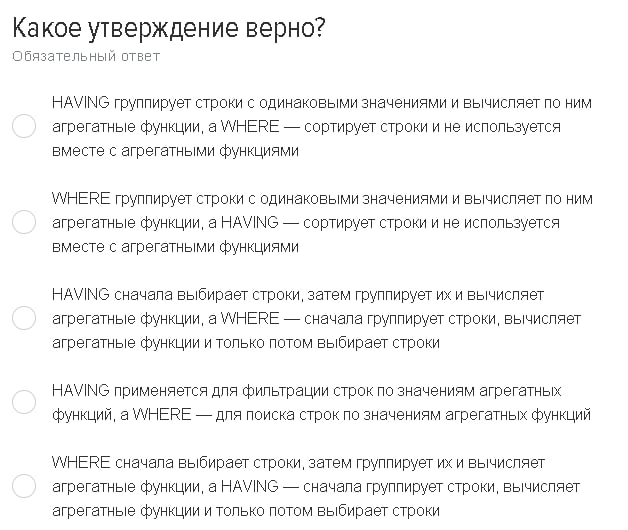 Какое утверждение верно?
Обязательный ответ
HAVING группирует строки с одинаковыми значениями и вычисляет по ним
агрегатные функции, а WHERE — сортирует строки и не используется
вместе с агрегатными функциями
WHERE группирует строки с одинаковыми значениями и вычисляет по ним
агрегатные функции, а HAVING — сортирует строки и не используется
вместе с агрегатными функциями
HAVING сначала выбирает строки, затем группирует их и вычисляет
агрегатные функции, а WHERE — сначала группирует строки, вычисляет
агрегатные функции и только потом выбирает строки
HAVING применяется для фильтрации строк по значениям агрегатных
функций, а WHERE — для поиска строк по значениям агрегатных функций
WHERE сначала выбирает строки, затем группирует их и вычисляет
агрегатные функции, а HAVING — сначала группирует строки, вычисляет
агрегатные функции и только потом выбирает строки